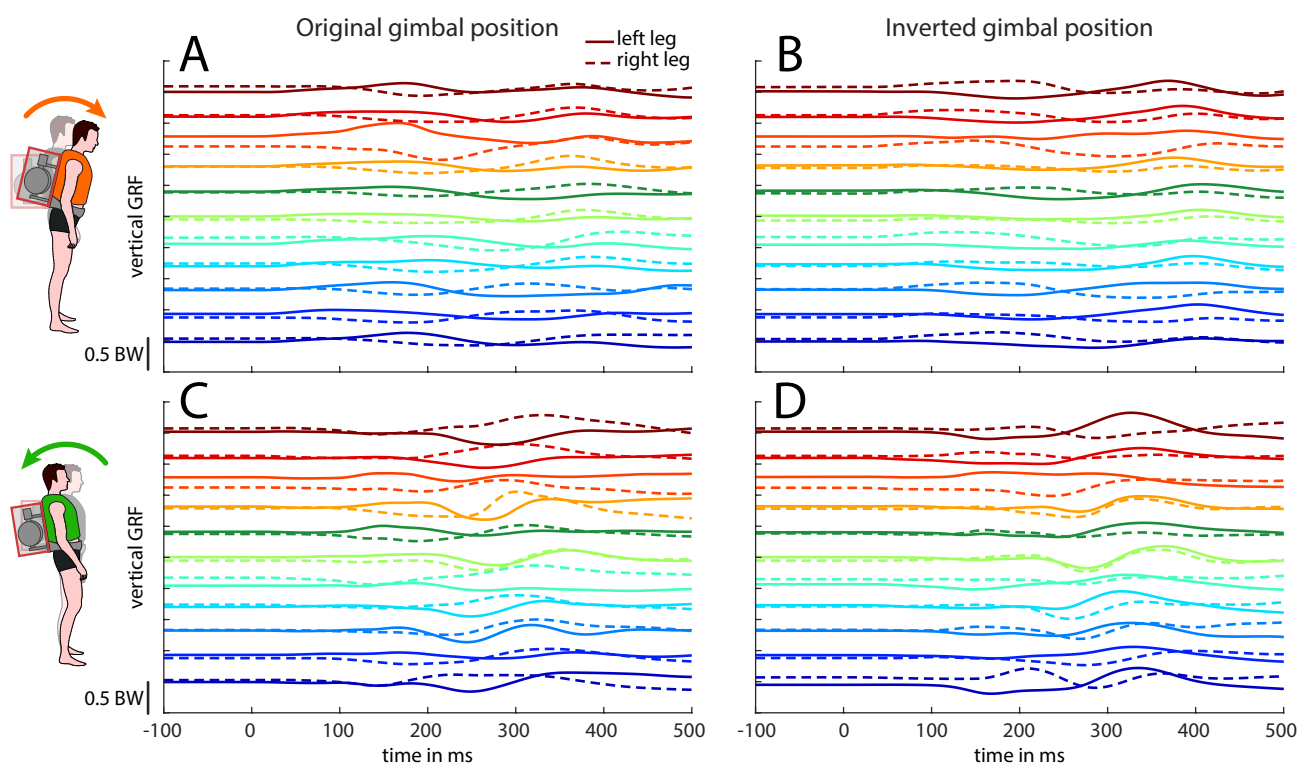 Original gimbal position
Inverted gimbal position
A
left leg
right leg
B
vertical GRF
0.5 BW
C
D
vertical GRF
0.5 BW
-100 0 100 200 300 400 500
-100 0 100 200 300 400 500
time in ms
time in ms